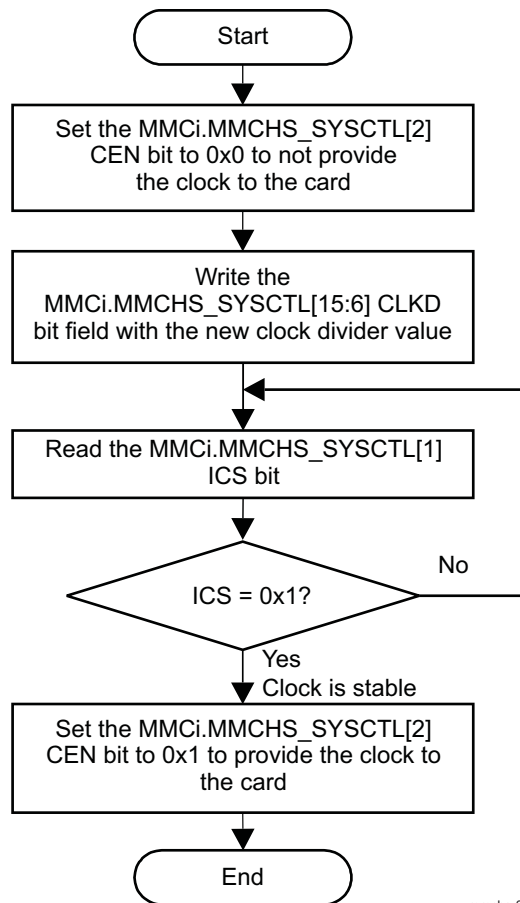 Start
Set the MMCi.MMCHS_SYSCTL[2]
CEN bit to 0x0 to not provide
the clock to the card
Write the
MMCi.MMCHS_SYSCTL[15:6] CLKD
bit field with the new clock divider value
Read the MMCi.MMCHS_SYSCTL[1]
ICS bit
ICS = 0x1?
No
Yes
Clock is stable
Set the MMCi.MMCHS_SYSCTL[2]
CEN bit to 0x1 to provide the clock to
the card
End